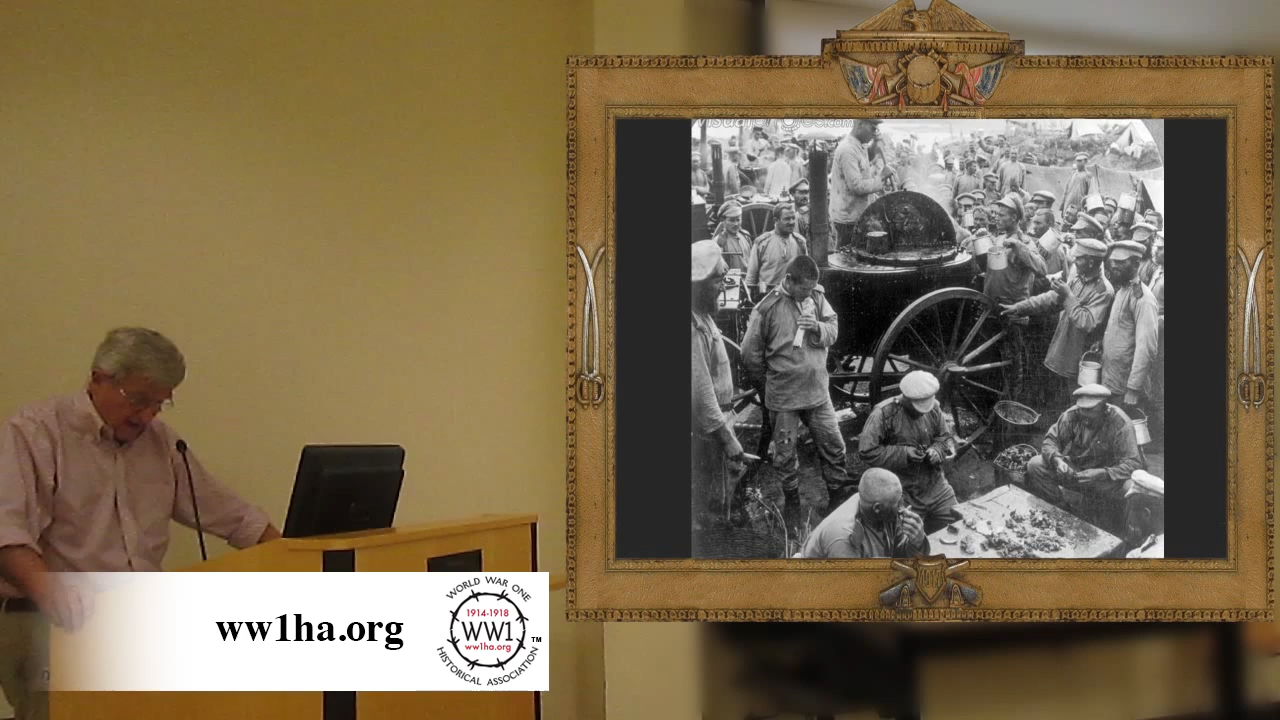 ww1ha.org
WORLD WAR ONE
1914-1918
WW1
ww1ha.org
HISTORICAL ASSOCIATION
TM